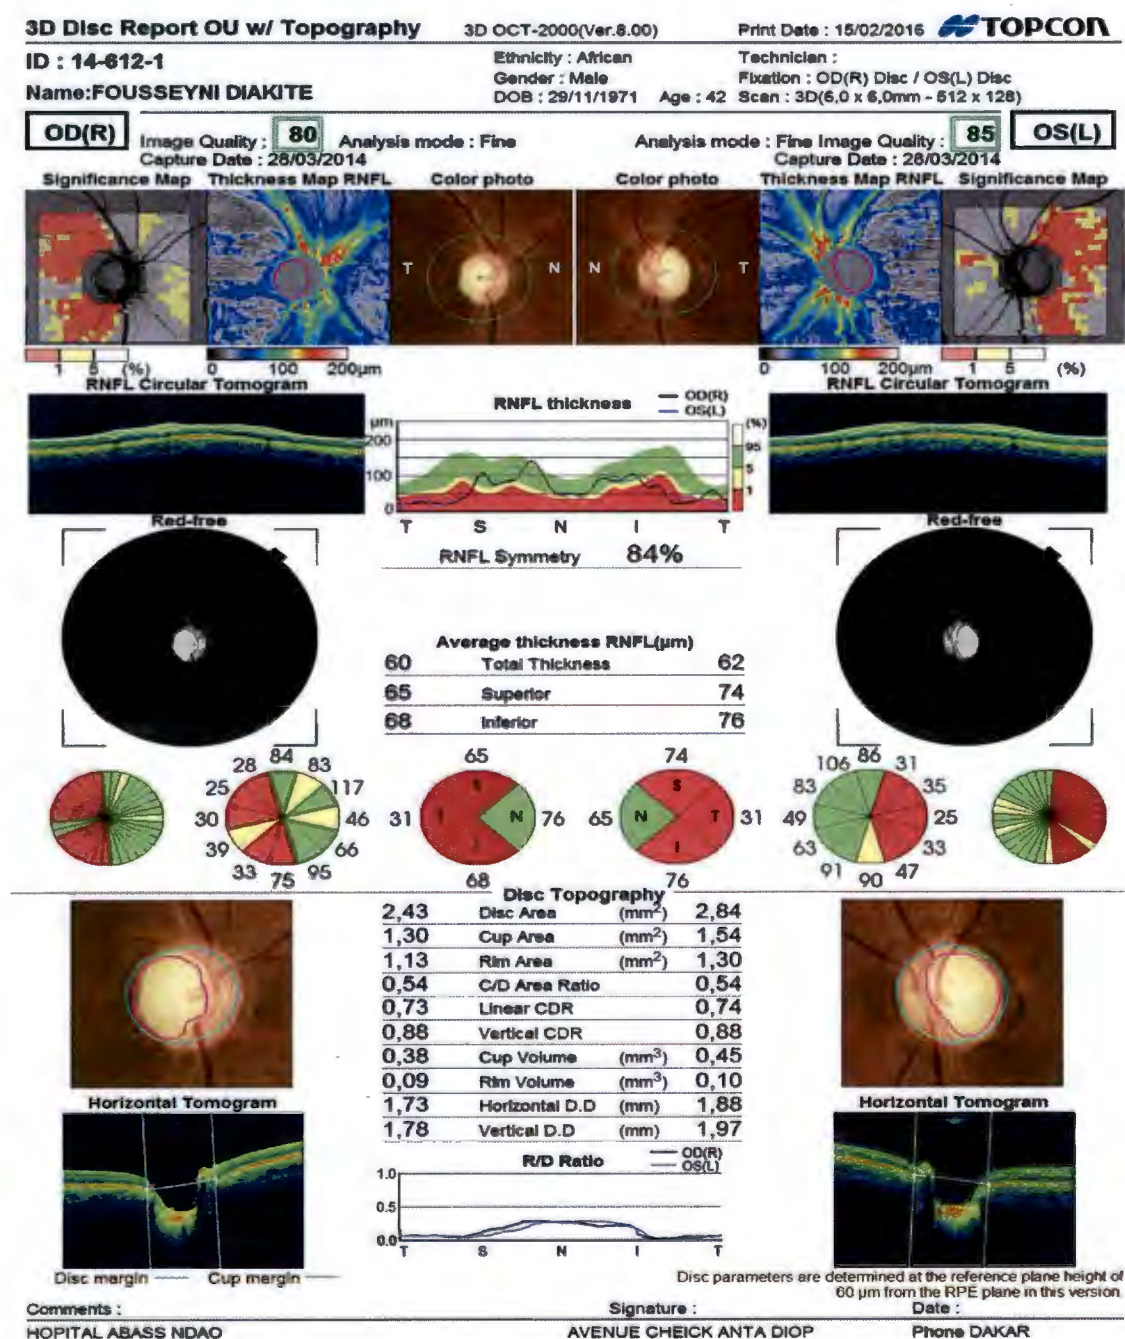 3D Disc Report OU w/ Topography 3D OCT-2000(Ver.8.00) Print Date : 15/02/2016 TOPCON
ID : 14-612-1 Ethnicity : African Technician :
Gender : Male Fixation : OD(R) Disc / OS(L) Disc
Name:FOUSSEYNI DIAKITE DOB : 29/11/1971 Age : 42 Scan : 3D(6,0 x 6,0mm - 512 x 128)
OD(R) Image Quality : 80 Analysis mode : Fine Analysis mode : Fine Image Quality : 85 OS(L)
Capture Date : 28/03/2014 Capture Date : 28/03/2014
Significance Map Thickness Map RNFL Color photo Color photo Thickness Map RNFL Significance Map
T N N T
1 5 (%) 0 100 200μm 0 100 200μm 1 5 (%)
RNFL Circular Tomogram RNFL Circular Tomogram
RNFL thickness OD(R)
OS(L)
μm (%)
200 95
100 5
0 1
T S N I T
Red-free Red-free
RNFL Symmetry 84%
Average thickness RNFL(μm)
60 Total Thickness 62
65 Superior 74
68 Inferior 76
28 84 83 65 74 106 86 31
25 117 83 35
30 46 31 S I N I 76 65 N S T I 31 49 25
39 66 63 33
33 75 95 68 76 91 90 47
Disc Topography
2,43 Disc Area (mm²) 2,84
1,30 Cup Area (mm²) 1,54
1,13 Rim Area (mm²) 1,30
0,54 C/D Area Ratio 0,54
0,73 Linear CDR 0,74
0,88 Vertical CDR 0,88
0,38 Cup Volume (mm³) 0,45
0,09 Rim Volume (mm³) 0,10
1,73 Horizontal D.D (mm) 1,88
1,78 Vertical D.D (mm) 1,97
Horizontal Tomogram Horizontal Tomogram
R/D Ratio OD(R)
OS(L)
1.0
0.5
0.0
T S N I T
Disc margin Cup margin Disc parameters are determined at the reference plane height of
60 μm from the RPE plane in this version.
Comments : Signature : Date :
HOPITAL ABASS NDAO AVENUE CHEICK ANTA DIOP Phone DAKAR